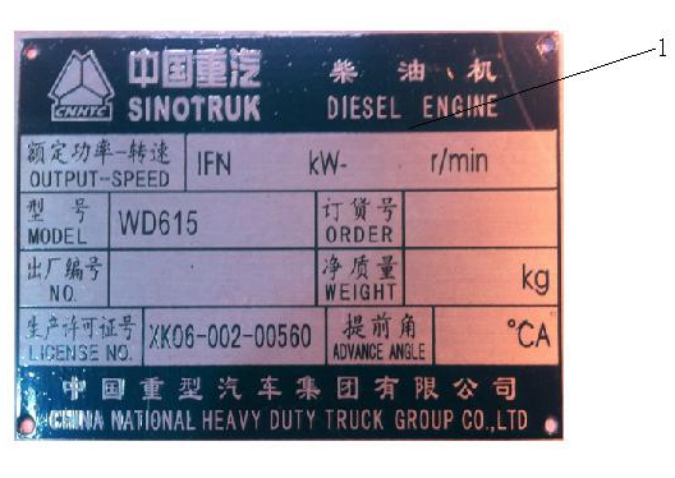 1
中国重汽 柴油机
CNHTC SINOTRUK DIESEL ENGINE
额定功率-转速 IFN kW- r/min
OUTPUT-SPEED
型号 WD615 订货号
MODEL ORDER
出厂编号 净质量 kg
NO. WEIGHT
生产许可证号 XK06-002-00560 提前角 °CA
LICENSE NO. ADVANCE ANGLE
中国重型汽车集团有限公司
CHINA NATIONAL HEAVY DUTY TRUCK GROUP CO.,LTD